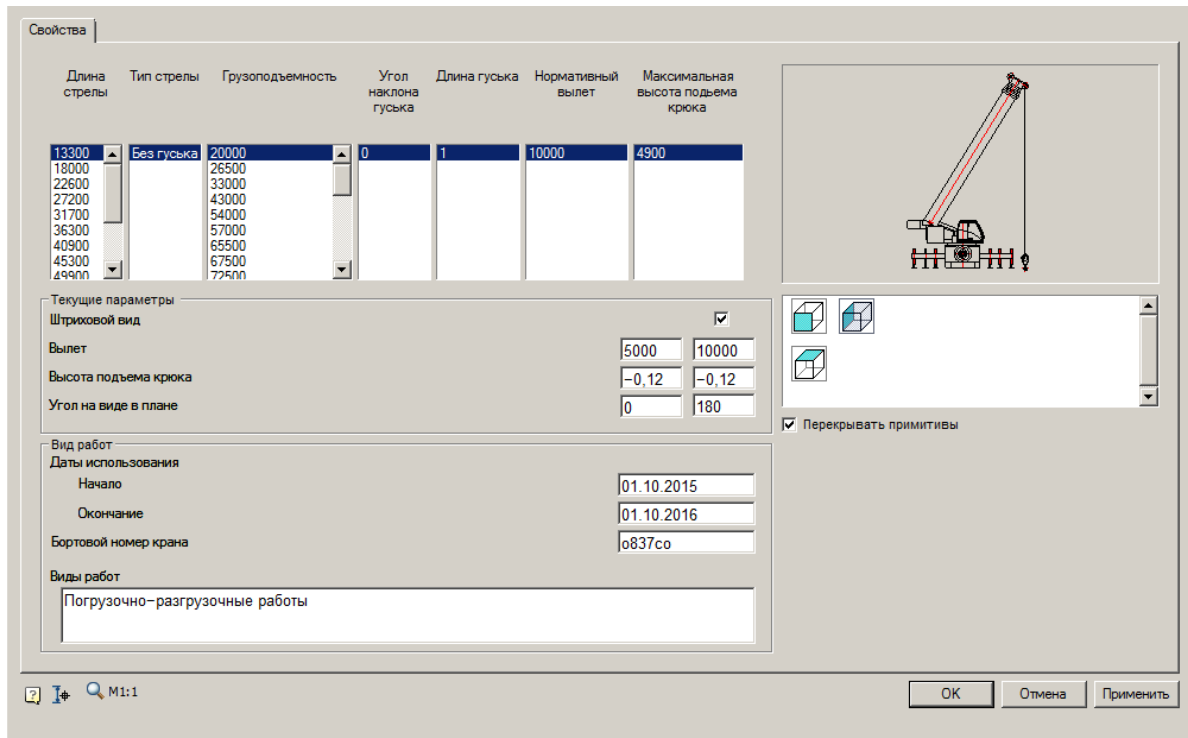 Свойства
Длина стрелы
Тип стрелы
Грузоподъемность
Угол наклона гуська
Длина гуська
Нормативный вылет
Максимальная высота подъема крюка
13300
18000
22600
27200
31700
36300
40900
45300
49900
Без гуська
20000
26500
33000
43000
54000
57000
65500
67500
72500
0
1
10000
4900
Текущие параметры
Штриховой вид
Вылет 5000 10000
Высота подъема крюка −0,12 −0,12
Угол на виде в плане 0 180
Перекрывать примитивы
Вид работ
Даты использования
Начало 01.10.2015
Окончание 01.10.2016
Бортовой номер крана о837со
Виды работ
Погрузочно−разгрузочные работы
? М1:1
OK Отмена Применить